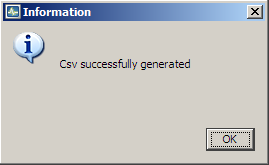 Information
Csv successfully generated
OK